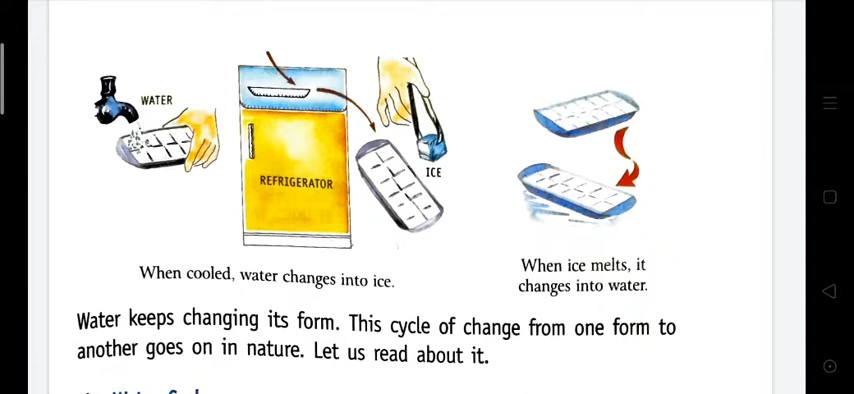 WATER
REFRIGERATOR
ICE
When cooled, water changes into ice.
When ice melts, it
changes into water.
Water keeps changing its form. This cycle of change from one form to
another goes on in nature. Let us read about it.